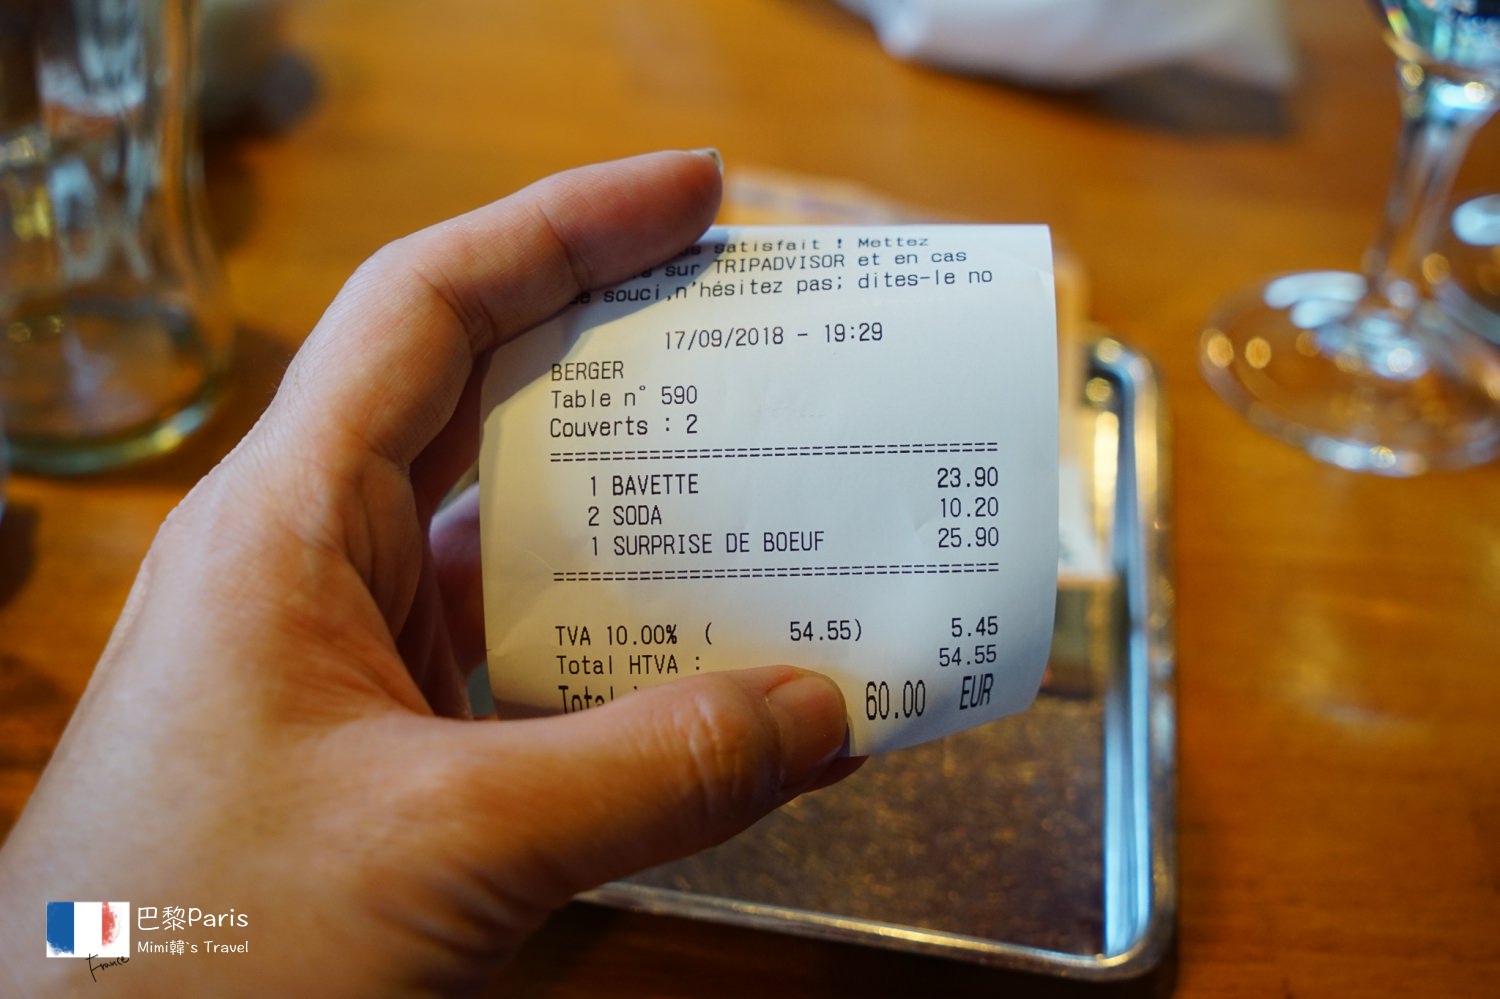 satisfait ! Mettez
sur TRIPADVISOR et en cas
souci,n'hésitez pas; dites-le no
17/09/2018 - 19:29
BERGER
Table n° 590
Couverts : 2
====================================
1 BAVETTE 23.90
2 SODA 10.20
1 SURPRISE DE BOEUF 25.90
====================================
TVA 10.00% ( 54.55) 5.45
Total HTVA : 54.55
Total 60.00 EUR
巴黎Paris
Mimi韓`s Travel
France